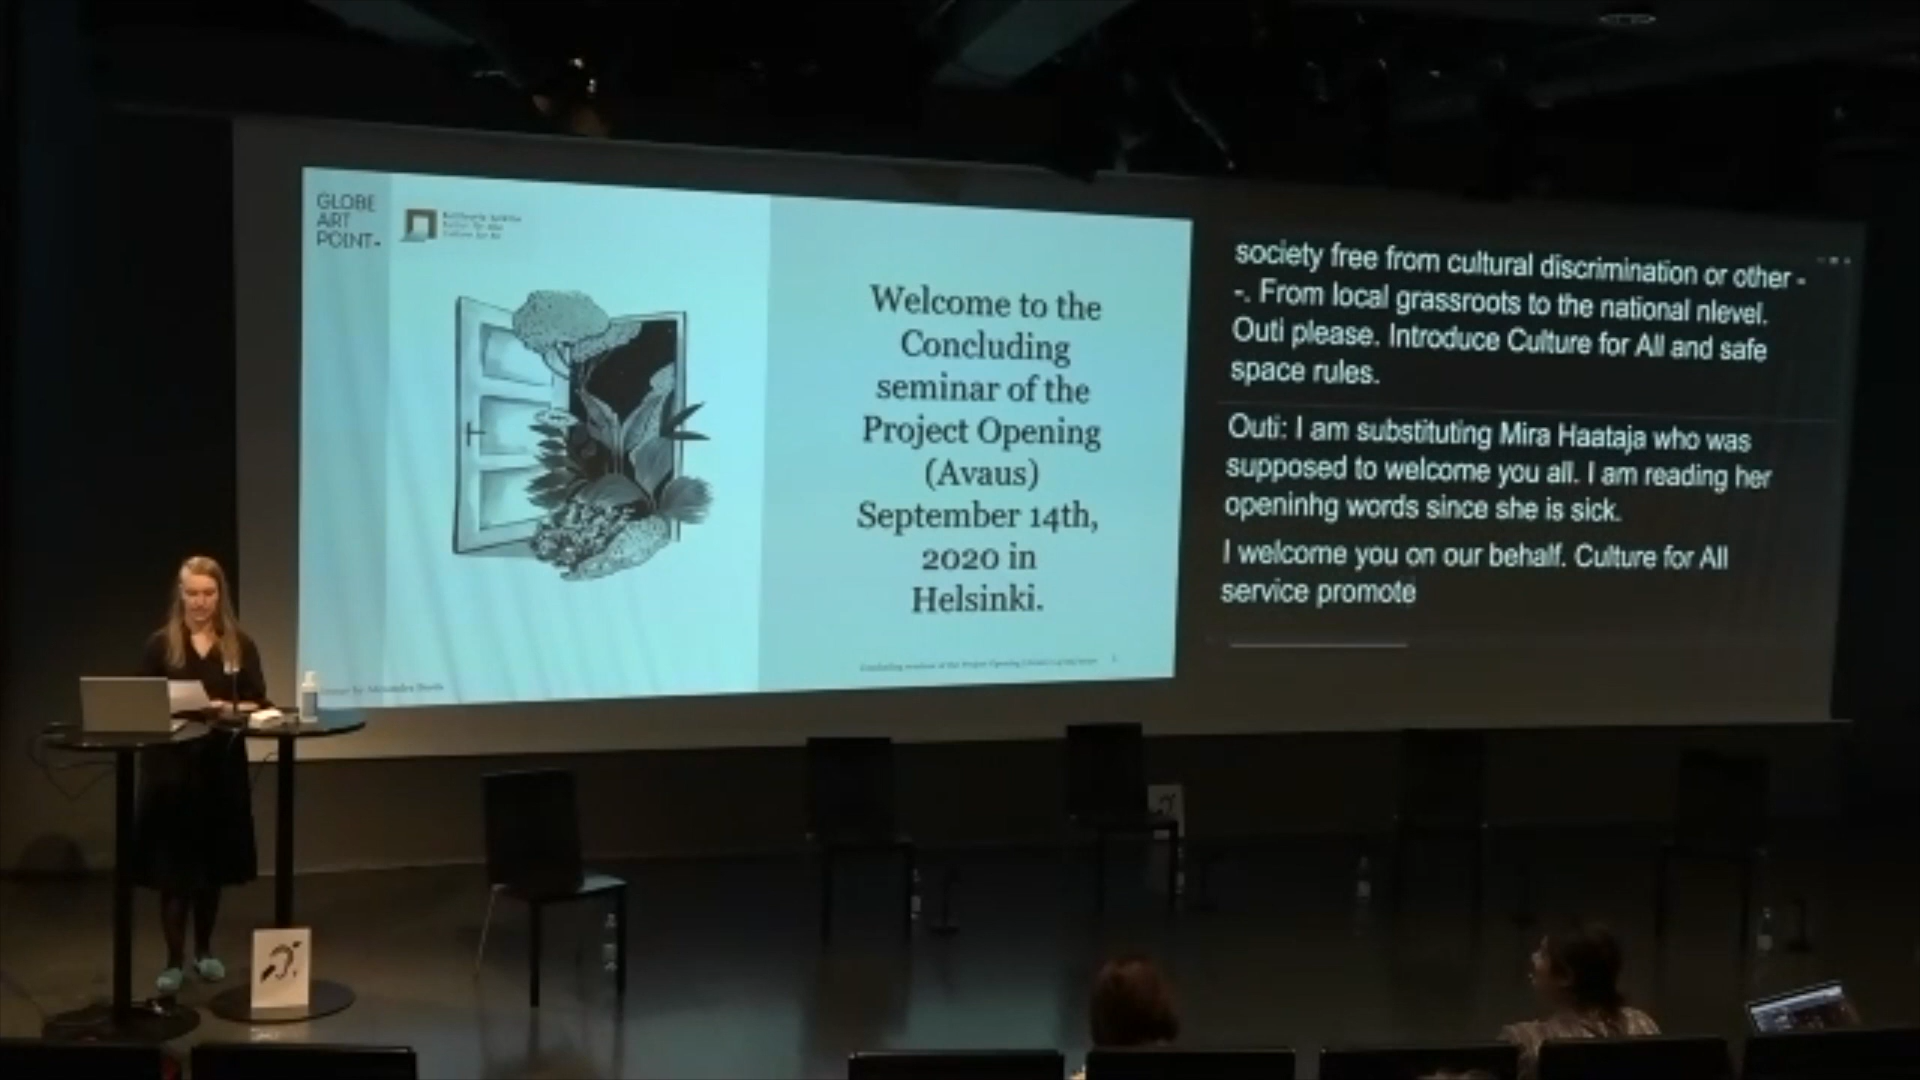 GLOBE
ART
POINT
Welcome to the
Concluding
seminar of the
Project Opening
(Avaus)
September 14th,
2020 in
Helsinki.
society free from cultural discrimination or other -
-. From local grassroots to the national nlevel.
Outi please. Introduce Culture for All and safe
space rules.
Outi: I am substituting Mira Haataja who was
supposed to welcome you all. I am reading her
openinhg words since she is sick.
I welcome you on our behalf. Culture for All
service promote